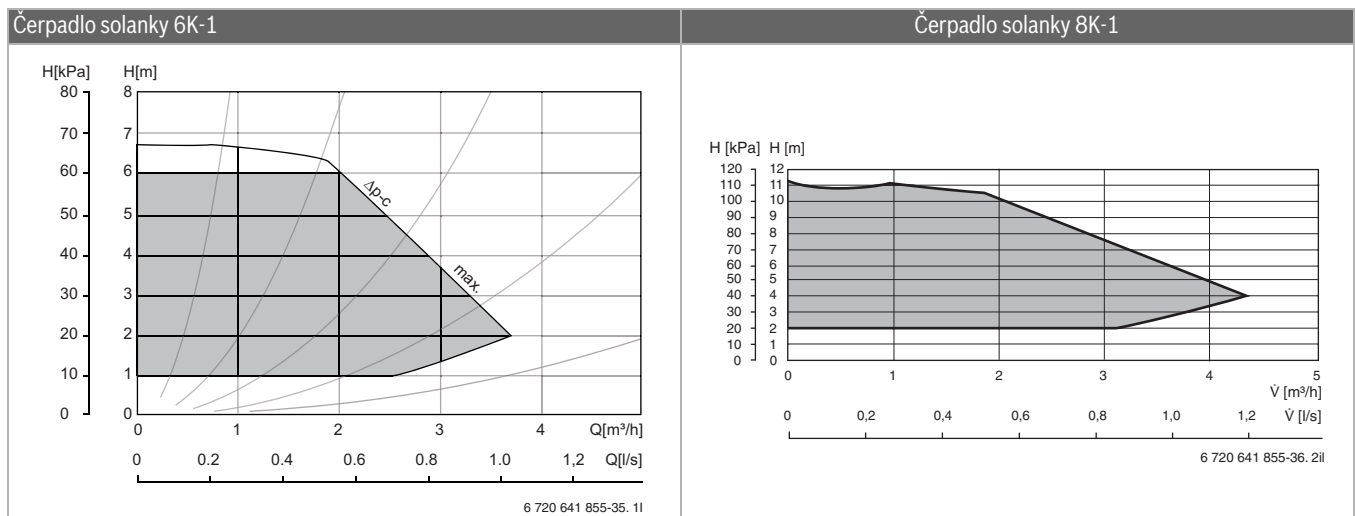 Čerpadlo solanky 6K-1
H[kPa] H[m]
80 8
70 7
60 6
50 5
40 4
30 3
20 2
10 1
0 0
Δp-c
max.
0 1 2 3 4 Q[m³/h]
0 0.2 0.4 0.6 0.8 1.0 1,2 Q[l/s]
6 720 641 855-35. 1I
Čerpadlo solanky 8K-1
H [kPa] H [m]
120 12
110 11
100 10
90 9
80 8
70 7
60 6
50 5
40 4
30 3
20 2
10 1
0 0
0 1 2 3 4 5
V̇ [m³/h]
0 0,2 0,4 0,6 0,8 1,0 1,2 V̇ [l/s]
6 720 641 855-36. 2il